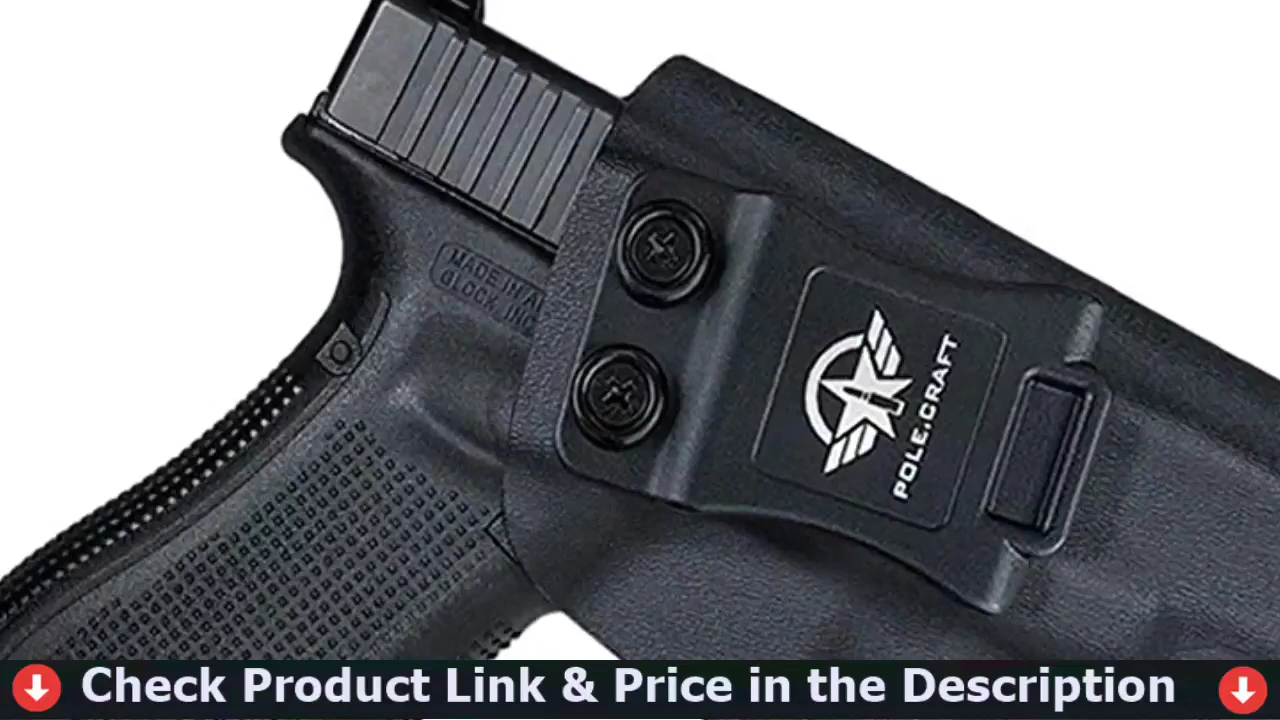 MADE IN A
GLOCK, INC
POLE.CRAFT
Check Product Link & Price in the Description